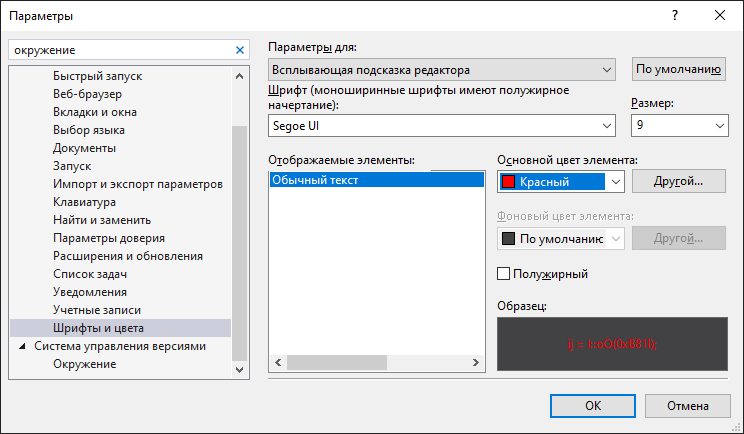 Параметры
?
окружение
Быстрый запуск
Веб-браузер
Вкладки и окна
Выбор языка
Документы
Запуск
Импорт и экспорт параметров
Клавиатура
Найти и заменить
Параметры доверия
Расширения и обновления
Список задач
Уведомления
Учетные записи
Шрифты и цвета
Система управления версиями
Окружение
Параметры для:
Всплывающая подсказка редактора
По умолчанию
Шрифт (моноширинные шрифты имеют полужирное
начертание):
Размер:
Segoe UI
9
Отображаемые элементы:
Обычный текст
Основной цвет элемента:
Красный
Другой...
Фоновый цвет элемента:
По умолчанию
Другой...
Полужирный
Образец:
ij = I::oO(0xB81l);
OK
Отмена